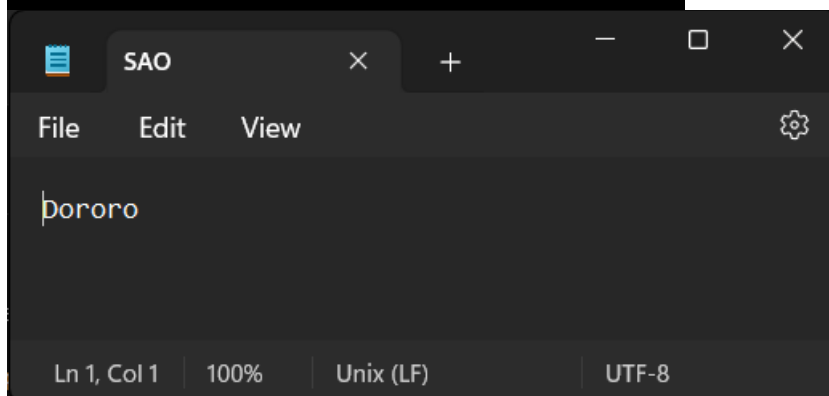 SAO
File Edit View
Dororo
Ln 1, Col 1 100% Unix (LF) UTF-8